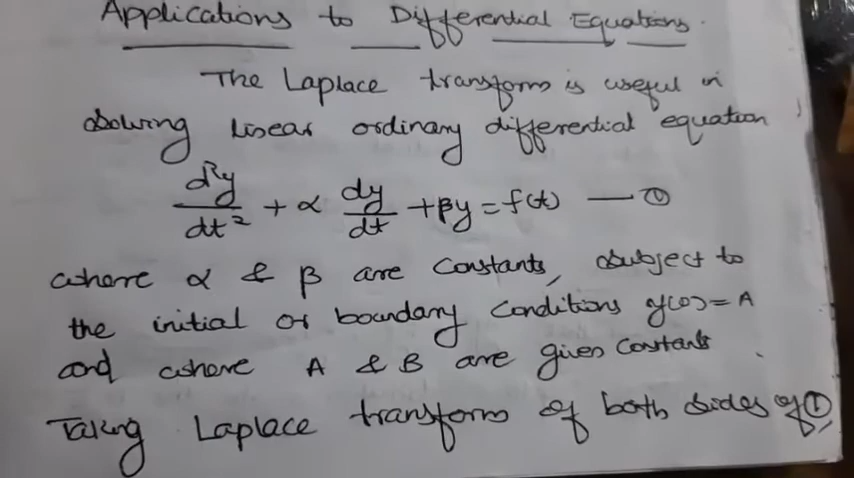 Applications to Differential Equations.
The Laplace transform is useful in
solving linear ordinary differential equation
d²y/dt² + α dy/dt + βy = f(t) — ①
where α & β are constants, subject to
the initial or boundary conditions y(0) = A
and where A & B are given constants.
Taking Laplace transform of both sides of ①,